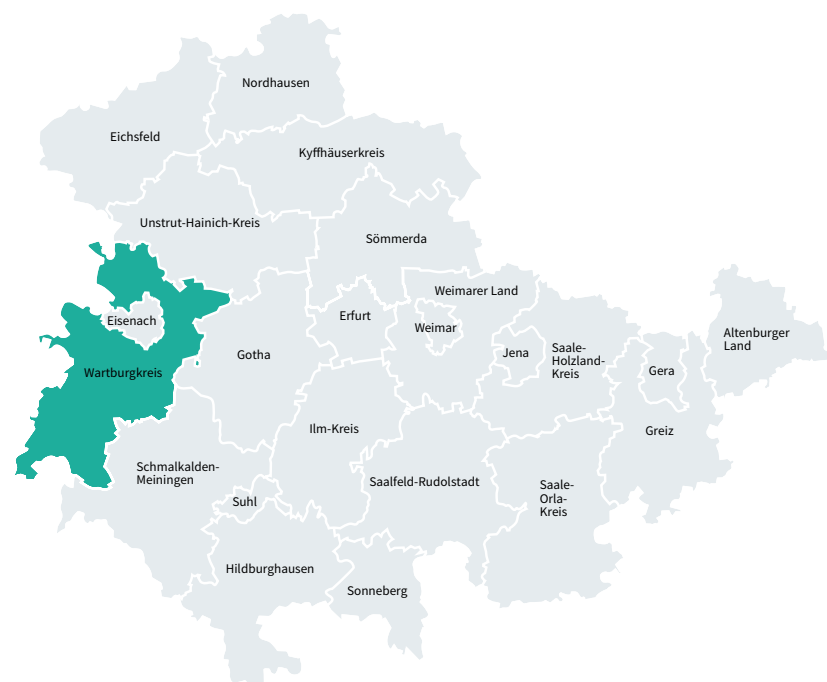 Nordhausen
Eichsfeld
Kyffhäuserkreis
Unstrut-Hainich-Kreis
Sömmerda
Weimarer Land
Eisenach
Erfurt
Weimar
Altenburger
Land
Gotha
Jena
Saale-
Holzland-
Kreis
Wartburgkreis
Gera
Ilm-Kreis
Greiz
Schmalkalden-
Meiningen
Saalfeld-Rudolstadt
Saale-
Orla-
Kreis
Suhl
Hildburghausen
Sonneberg